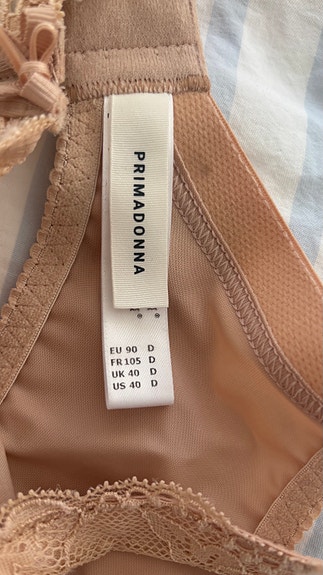 PRIMADONNA
EU 90 D
FR 105 D
UK 40 D
US 40 D